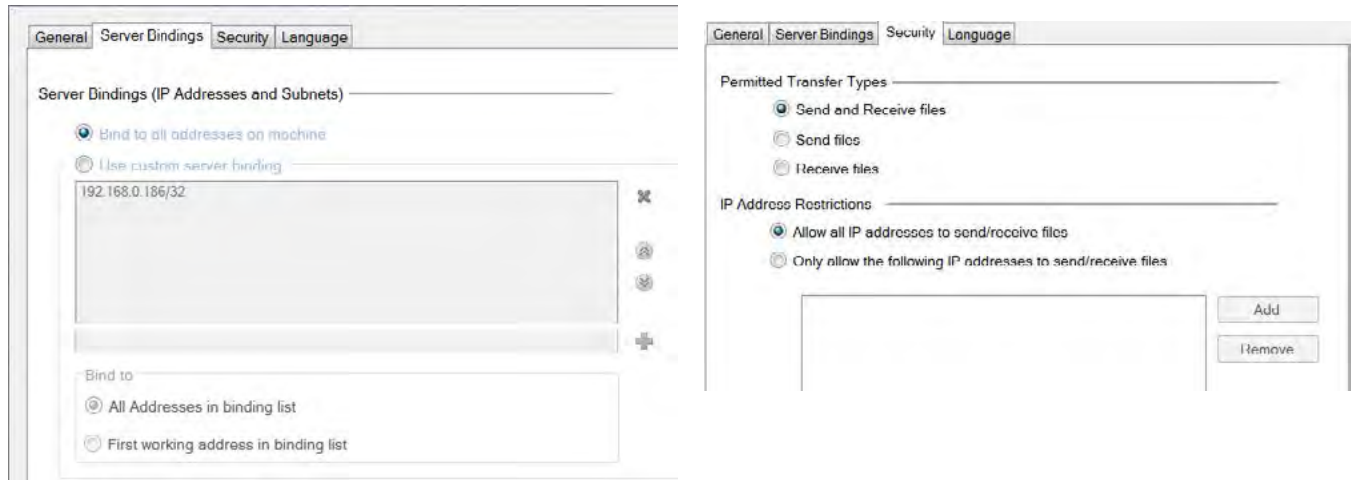 General Server Bindings Security Language
Server Bindings (IP Addresses and Subnets)
Bind to all addresses on machine
Use custom server binding
192.168.0.186/32
Bind to
All Addresses in binding list
First working address in binding list
General Server Bindings Security Language
Permitted Transfer Types
Send and Receive files
Send files
Receive files
IP Address Restrictions
Allow all IP addresses to send/receive files
Only allow the following IP addresses to send/receive files
Add
Remove